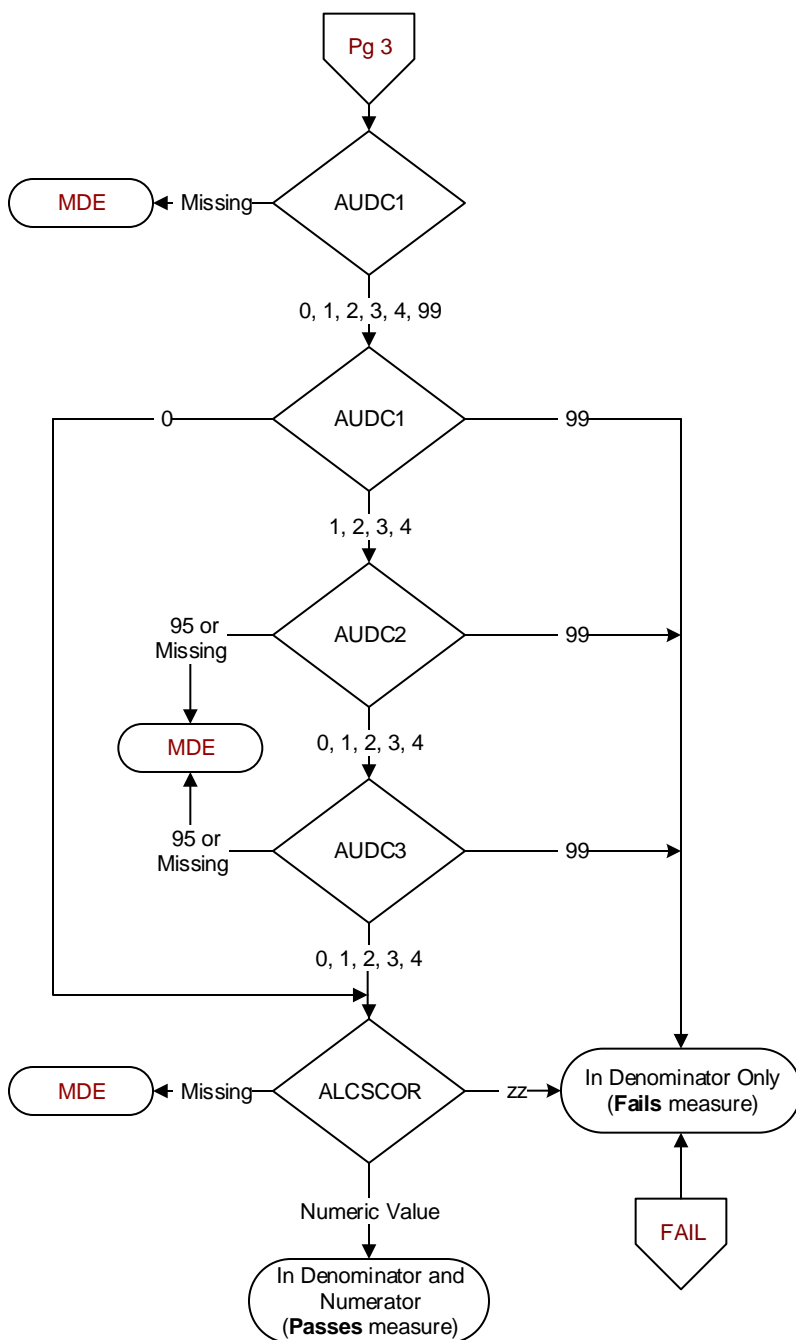 Pg 3
AUDC1
Missing
MDE
0, 1, 2, 3, 4, 99
AUDC1
0
99
1, 2, 3, 4
AUDC2
95 or
Missing
99
MDE
0, 1, 2, 3, 4
AUDC3
95 or
Missing
99
0, 1, 2, 3, 4
ALCSCOR
Missing
MDE
zz
In Denominator Only
(Fails measure)
Numeric Value
FAIL
In Denominator and
Numerator
(Passes measure)